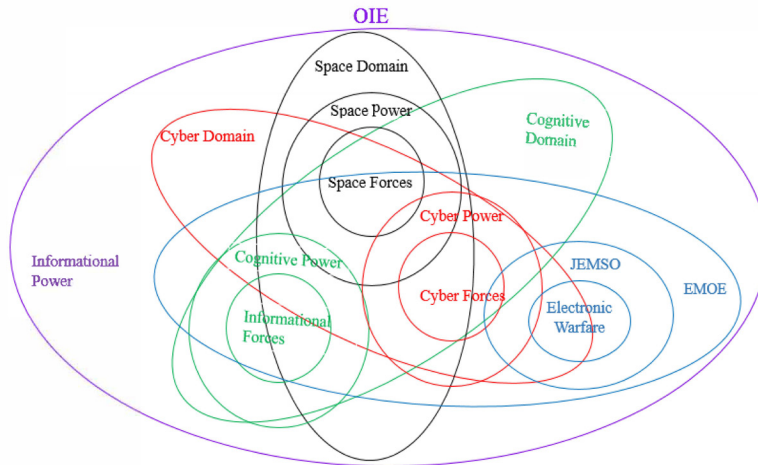 OIE
Space Domain
Space Power
Cognitive
Domain
Cyber Domain
Space Forces
Cyber Power
Informational
Power
Cognitive Power
JEMSO
EMOE
Cyber Forces
Electronic
Warfare
Informational
Forces